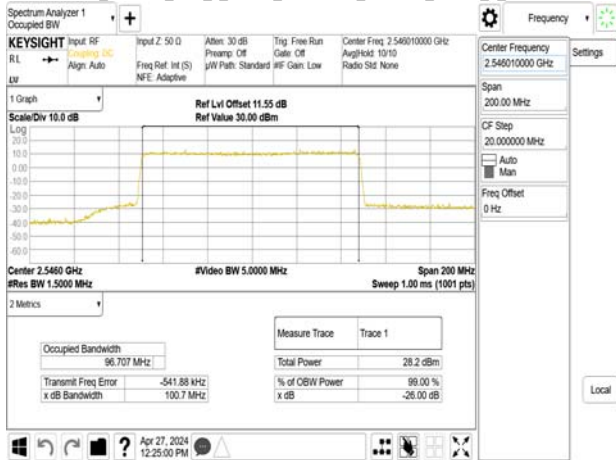 Spectrum Analyzer 1
Occupied BW
Frequency
KEYSIGHT
RL
Input: RF
Coupling: DC
Align: Auto
Input Z: 50 Ω
Freq Ref: Int (S)
NFE: Adaptive
Atten: 30 dB
Preamp: Off
µW Path: Standard
Trig: Free Run
Gate: Off
#IF Gain: Low
Center Freq: 2.546010000 GHz
Avg|Hold: 10/10
Radio Std: None
Center Frequency
2.546010000 GHz
Settings
Span
200.00 MHz
CF Step
20.000000 MHz
Auto
Man
Freq Offset
0 Hz
Local
1 Graph
Scale/Div 10.0 dB
Ref Lvl Offset 11.55 dB
Ref Value 30.00 dBm
Log
20.0
10.0
0.00
-10.0
-20.0
-30.0
-40.0
-50.0
-60.0
Center 2.5460 GHz
#Res BW 1.5000 MHz
#Video BW 5.0000 MHz
Span 200 MHz
Sweep 1.00 ms (1001 pts)
2 Metrics
Measure Trace
Trace 1
Occupied Bandwidth
96.707 MHz
Total Power
28.2 dBm
Transmit Freq Error
-541.88 kHz
% of OBW Power
99.00 %
x dB Bandwidth
100.7 MHz
x dB
-26.00 dB
Apr 27, 2024
12:25:00 PM